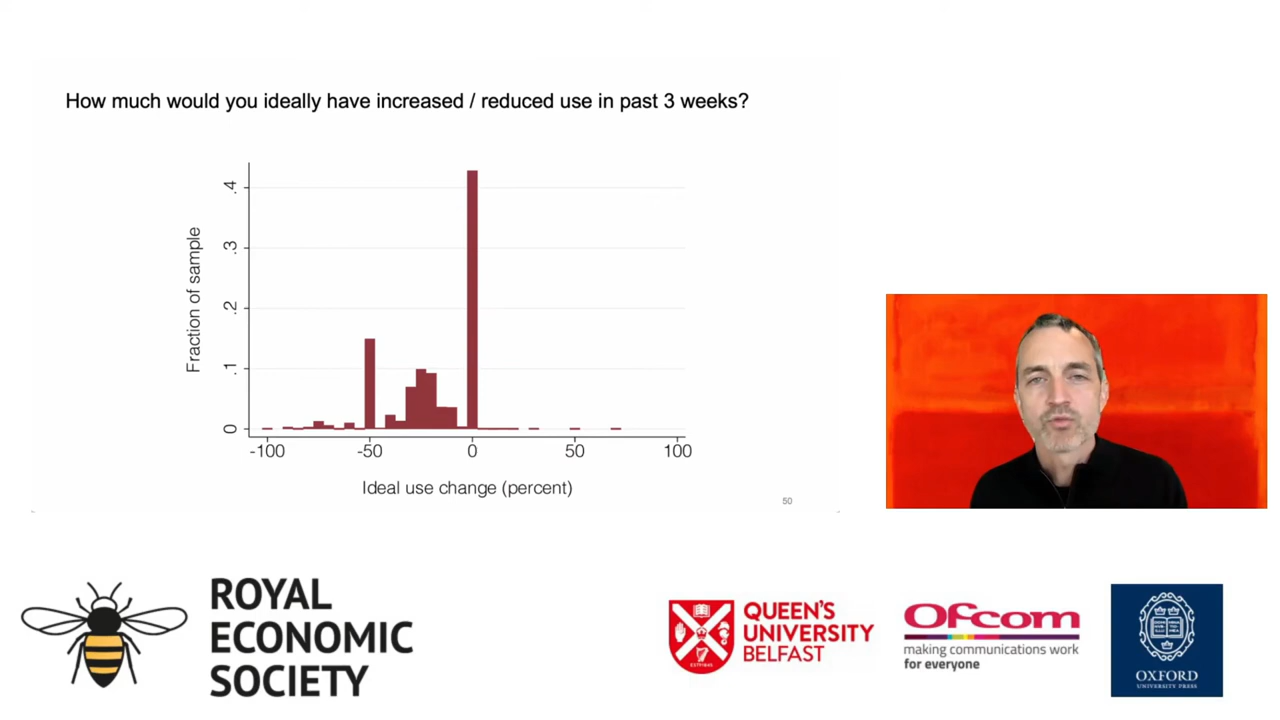 How much would you ideally have increased / reduced use in past 3 weeks?
Fraction of sample
.4
.3
.2
.1
0
-100 -50 0 50 100
Ideal use change (percent)
50
ROYAL
ECONOMIC
SOCIETY
QUEEN'S
UNIVERSITY
BELFAST
Ofcom
making communications work
for everyone
OXFORD
UNIVERSITY PRESS